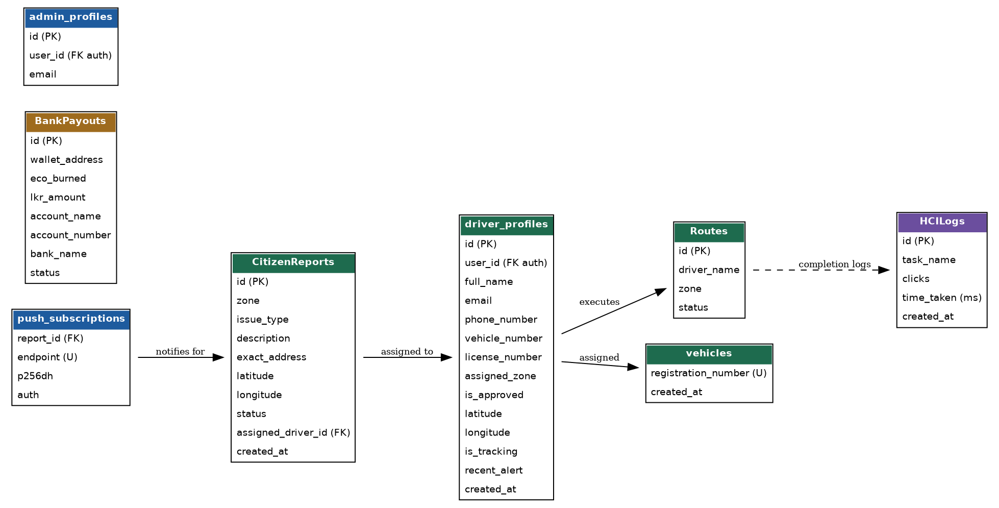 admin_profiles
id (PK)
user_id (FK auth)
email
BankPayouts
id (PK)
wallet_address
eco_burned
lkr_amount
account_name
account_number
bank_name
status
push_subscriptions
report_id (FK)
endpoint (U)
p256dh
auth
notifies for
CitizenReports
id (PK)
zone
issue_type
description
exact_address
latitude
longitude
status
assigned_driver_id (FK)
created_at
assigned to
driver_profiles
id (PK)
user_id (FK auth)
full_name
email
phone_number
vehicle_number
license_number
assigned_zone
is_approved
latitude
longitude
is_tracking
recent_alert
created_at
executes
assigned
Routes
id (PK)
driver_name
zone
status
vehicles
registration_number (U)
created_at
completion logs
HCILogs
id (PK)
task_name
clicks
time_taken (ms)
created_at